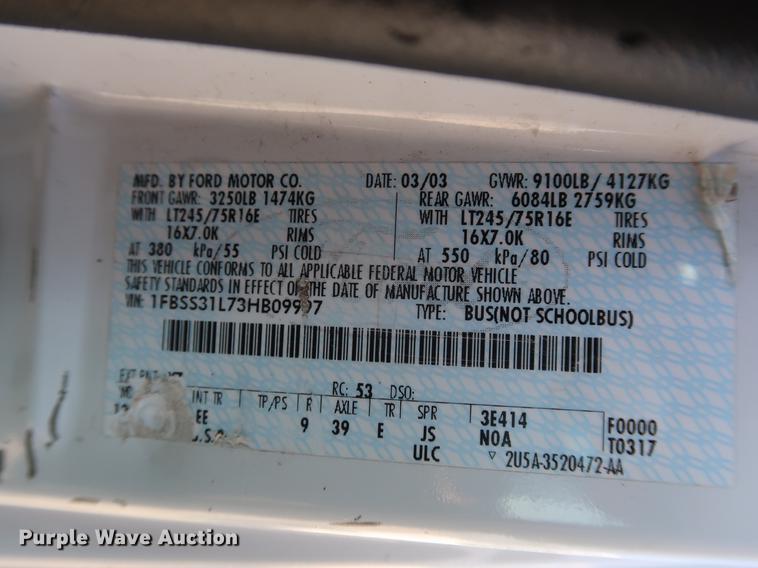 MFD. BY FORD MOTOR CO. DATE: 03/03 GVWR: 9100LB/ 4127KG
FRONT GAWR: 3250LB 1474KG REAR GAWR: 6084LB 2759KG
WITH LT245/75R16E TIRES WITH LT245/75R16E TIRES
16X7.0K RIMS 16X7.0K RIMS
AT 380 kPa/55 PSI COLD AT 550 kPa/80 PSI COLD
THIS VEHICLE CONFORMS TO ALL APPLICABLE FEDERAL MOTOR VEHICLE
SAFETY STANDARDS IN EFFECT ON THE DATE OF MANUFACTURE SHOWN ABOVE.
VIN: 1FBSS31L73HB09997 TYPE: BUS(NOT SCHOOLBUS)
EXT PNT: YZ RC: 53 DSO:
INT TR TP/PS R AXLE TR SPR 3E414 F0000
EE 9 39 E JS N0A T0317
U.S.A. ULC ▽ 2U5A-3520472-AA
Purple Wave Auction